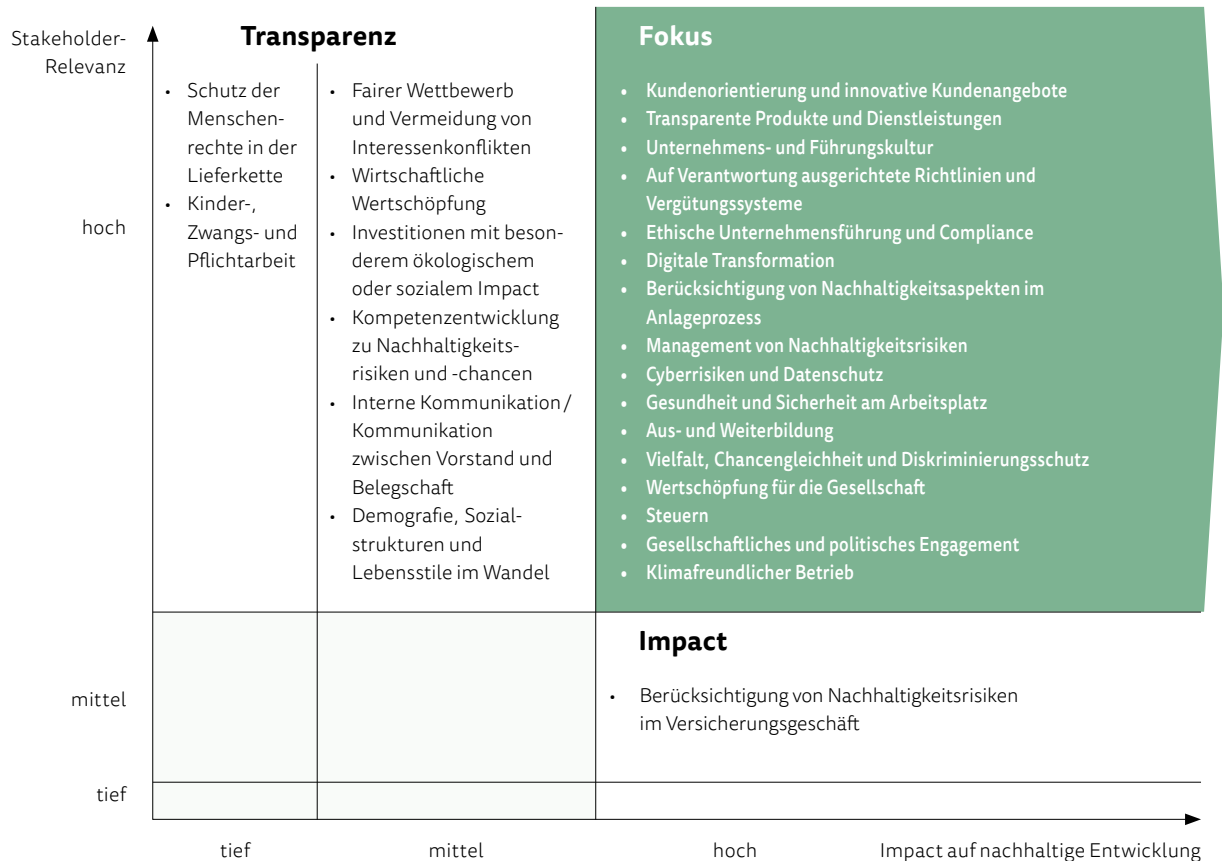 Stakeholder-
Relevanz
Transparenz
• Schutz der
Menschen-
rechte in der
Lieferkette
• Kinder-,
Zwangs- und
Pflichtarbeit
• Fairer Wettbewerb
und Vermeidung von
Interessenkonflikten
• Wirtschaftliche
Wertschöpfung
• Investitionen mit beson-
derem ökologischem
oder sozialem Impact
• Kompetenzentwicklung
zu Nachhaltigkeits-
risiken und -chancen
• Interne Kommunikation /
Kommunikation
zwischen Vorstand und
Belegschaft
• Demografie, Sozial-
strukturen und
Lebensstile im Wandel
Fokus
• Kundenorientierung und innovative Kundenangebote
• Transparente Produkte und Dienstleistungen
• Unternehmens- und Führungskultur
• Auf Verantwortung ausgerichtete Richtlinien und
Vergütungssysteme
• Ethische Unternehmensführung und Compliance
• Digitale Transformation
• Berücksichtigung von Nachhaltigkeitsaspekten im
Anlageprozess
• Management von Nachhaltigkeitsrisiken
• Cyberrisiken und Datenschutz
• Gesundheit und Sicherheit am Arbeitsplatz
• Aus- und Weiterbildung
• Vielfalt, Chancengleichheit und Diskriminierungsschutz
• Wertschöpfung für die Gesellschaft
• Steuern
• Gesellschaftliches und politisches Engagement
• Klimafreundlicher Betrieb
hoch
Impact
• Berücksichtigung von Nachhaltigkeitsrisiken
im Versicherungsgeschäft
mittel
tief
tief
mittel
hoch
Impact auf nachhaltige Entwicklung